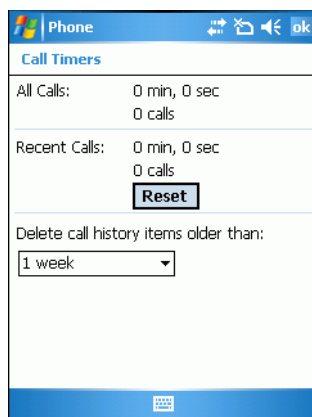 Phone ok
Call Timers
All Calls: 0 min, 0 sec
0 calls
Recent Calls: 0 min, 0 sec
0 calls
Reset
Delete call history items older than:
1 week